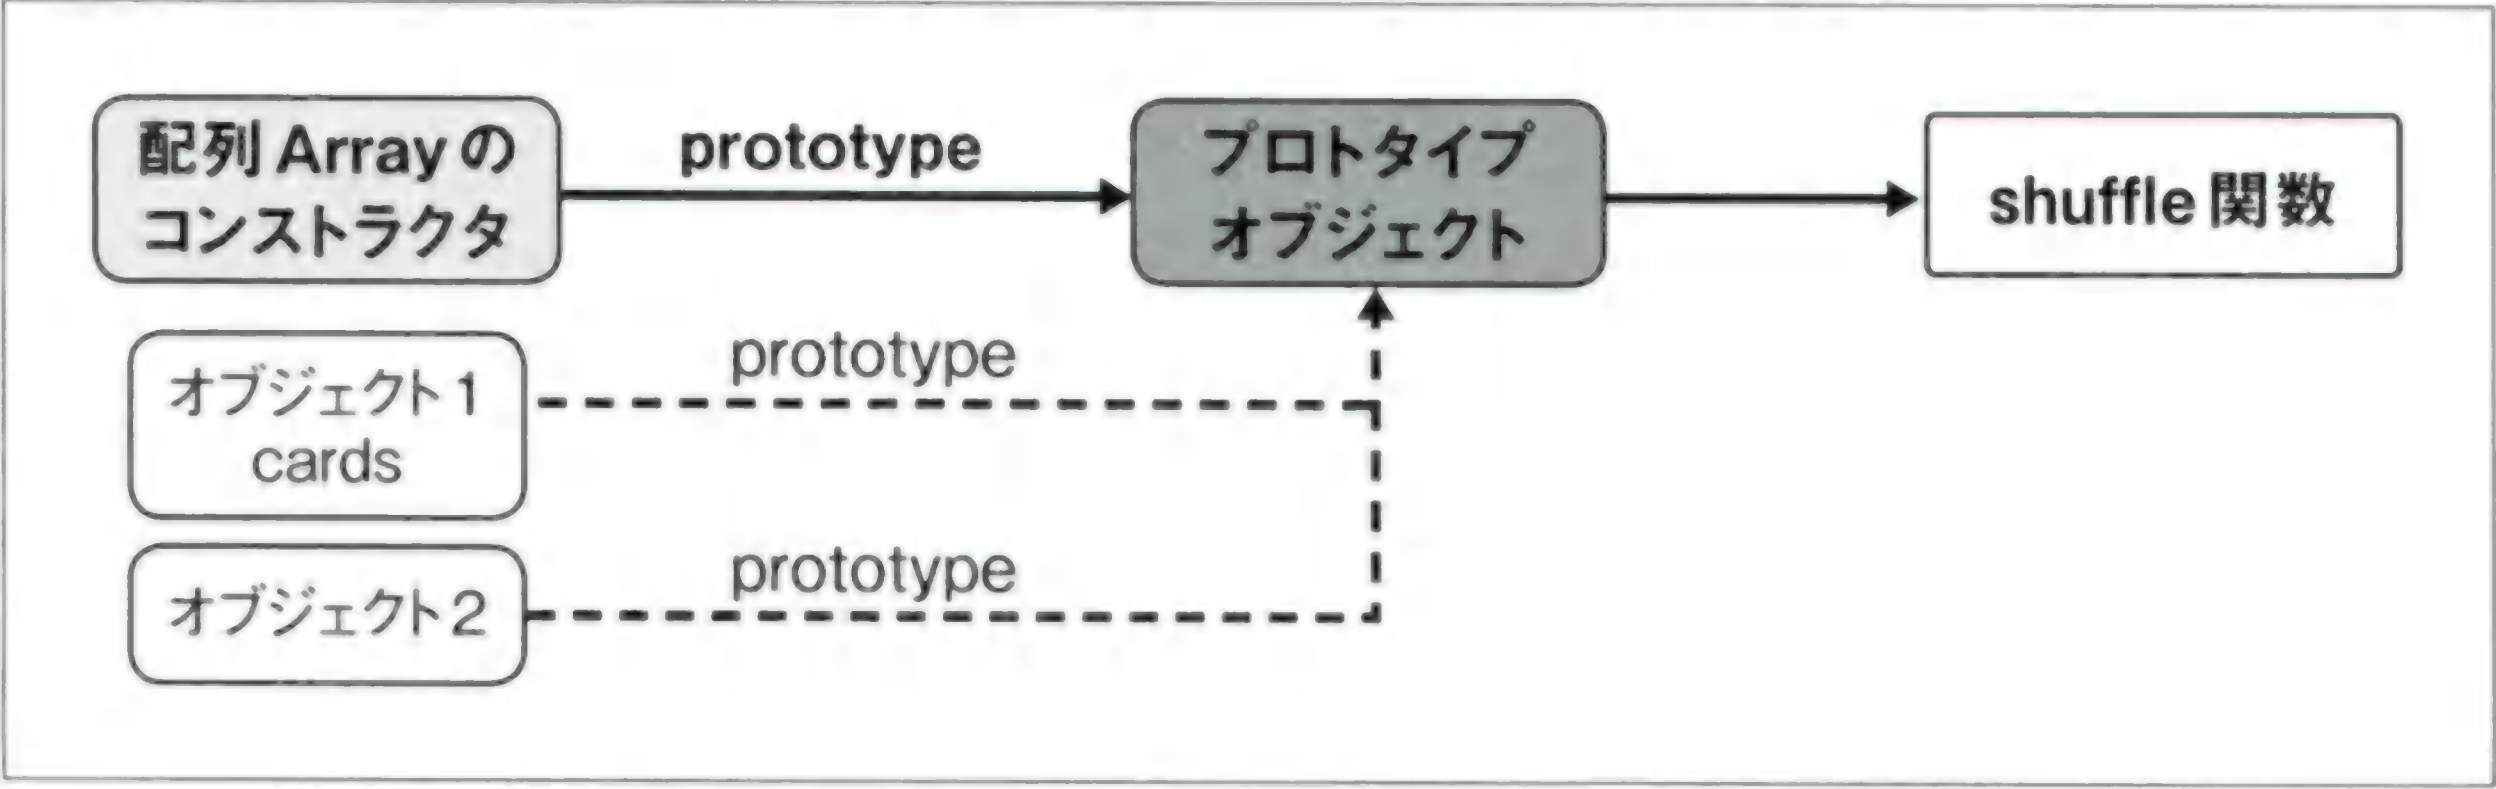 配列 Array の
コンストラクタ
prototype
プロトタイプ
オブジェクト
shuffle 関数
オブジェクト1
cards
prototype
オブジェクト2
prototype